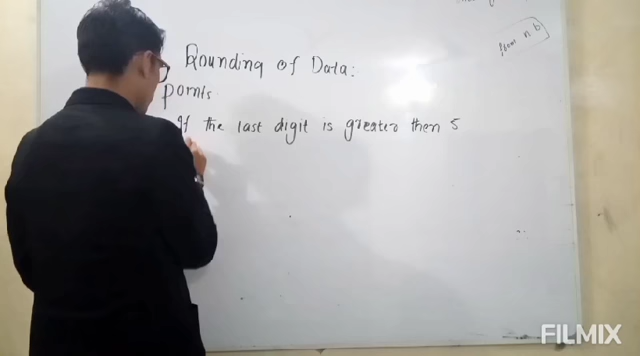 Rounding of Data:
points.
If the last digit is greater then 5
FILMIX